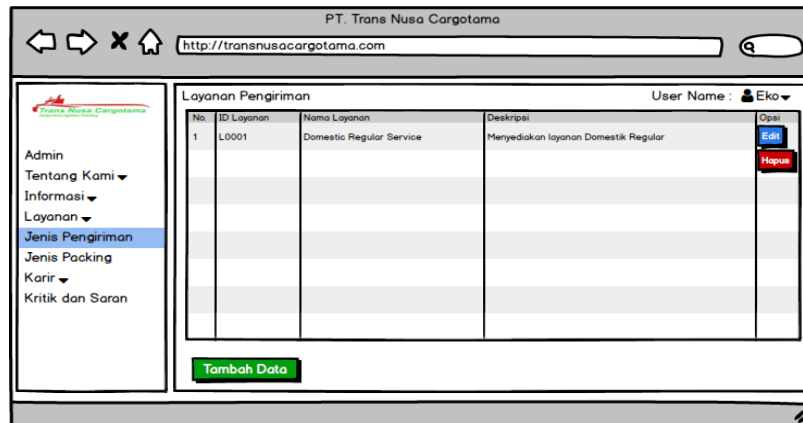 PT. Trans Nusa Cargotama
http://transnusacargotama.com
Trans Nusa Cargotama
Layanan Pengiriman
User Name : Eko
No. ID Layanan Nama Layanan Deskripsi Opsi
1 L0001 Domestic Regular Service Menyediakan layanan Domestik Regular Edit
Hapus
Admin
Tentang Kami
Informasi
Layanan
Jenis Pengiriman
Jenis Packing
Karir
Kritik dan Saran
Tambah Data